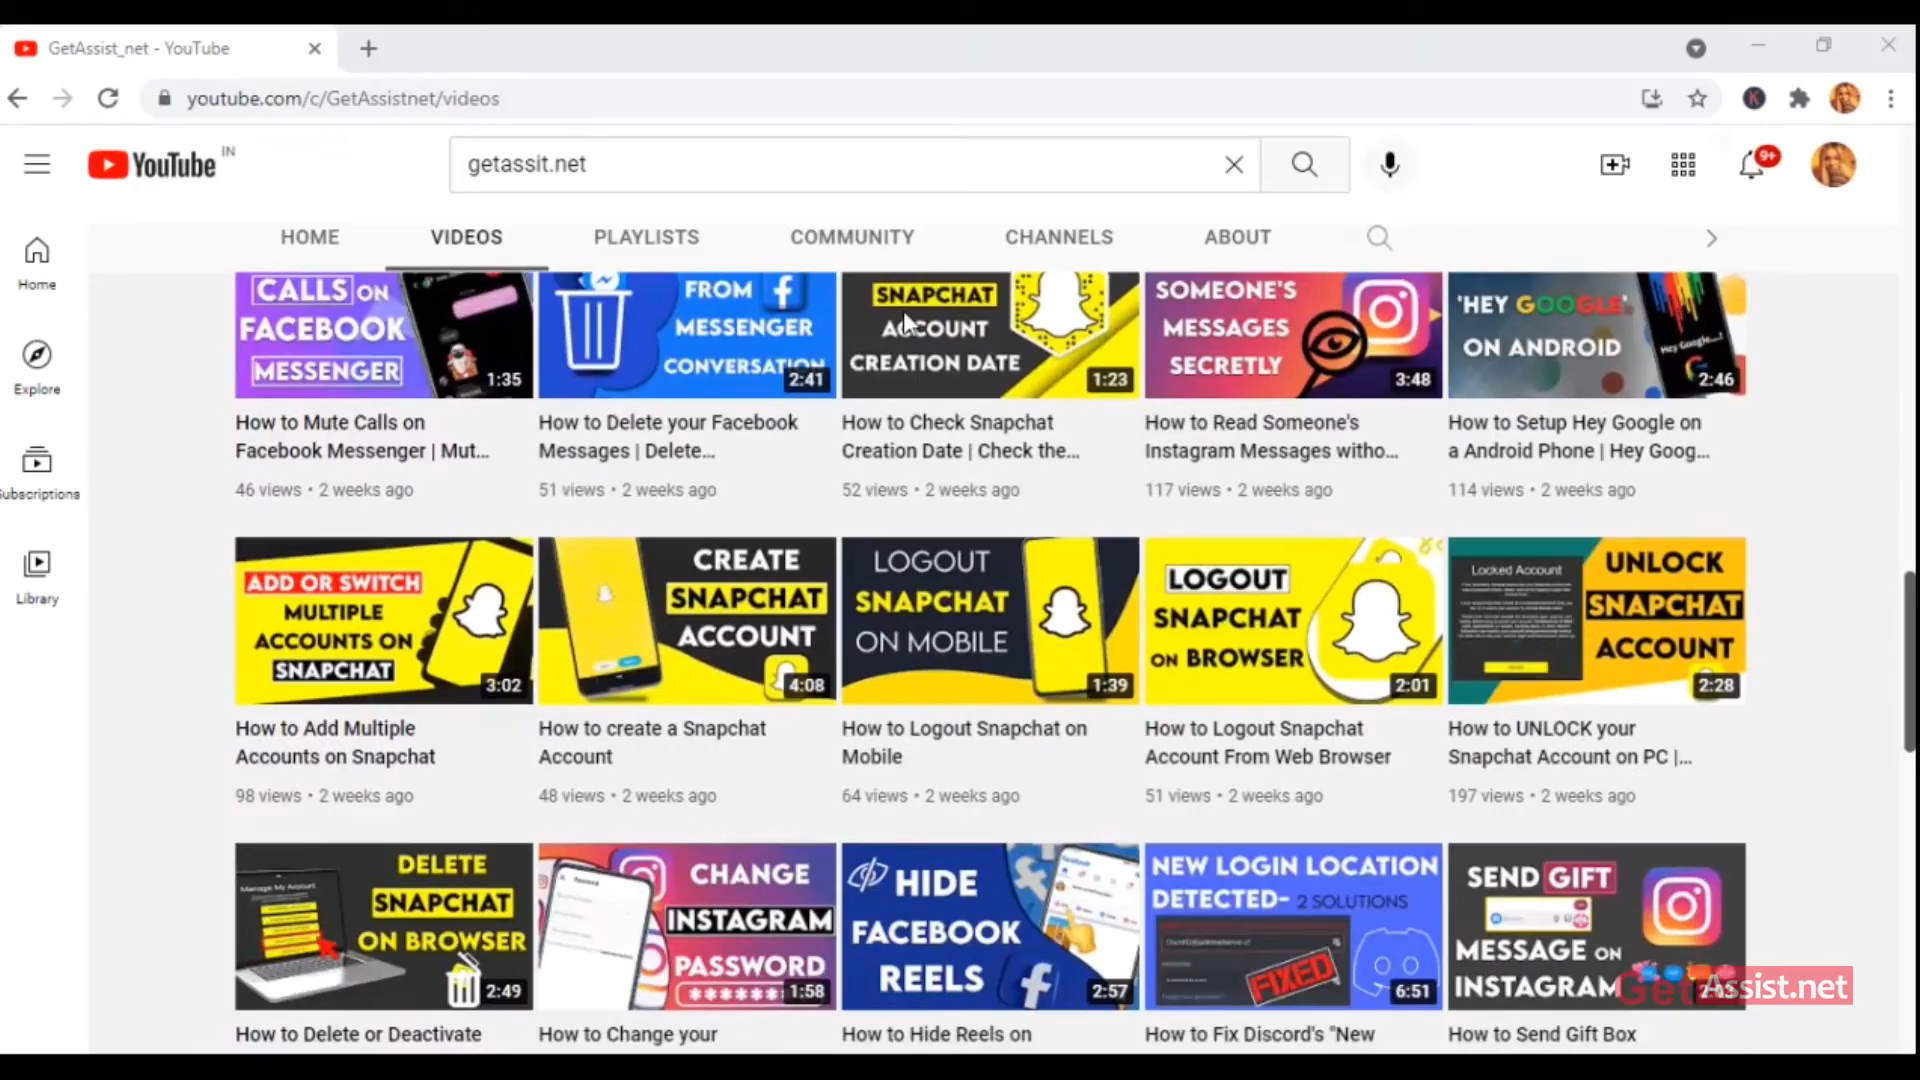 GetAssist_net - YouTube
youtube.com/c/GetAssistnet/videos
YouTube IN
getassit.net
9+
HOME VIDEOS PLAYLISTS COMMUNITY CHANNELS ABOUT
Home
Explore
Subscriptions
Library
CALLS ON
FACEBOOK
MESSENGER
1:35
FROM
MESSENGER
CONVERSATION
2:41
SNAPCHAT
ACCOUNT
CREATION DATE
1:23
SOMEONE'S
MESSAGES
SECRETLY
3:48
'HEY GOOGLE'
ON ANDROID
Hey Google...!
2:46
How to Mute Calls on
Facebook Messenger | Mut...
46 views • 2 weeks ago
How to Delete your Facebook
Messages | Delete...
51 views • 2 weeks ago
How to Check Snapchat
Creation Date | Check the...
52 views • 2 weeks ago
How to Read Someone's
Instagram Messages witho...
117 views • 2 weeks ago
How to Setup Hey Google on
a Android Phone | Hey Goog...
114 views • 2 weeks ago
ADD OR SWITCH
MULTIPLE
ACCOUNTS ON
SNAPCHAT
3:02
CREATE
SNAPCHAT
ACCOUNT
4:08
LOGOUT
SNAPCHAT
ON MOBILE
1:39
LOGOUT
SNAPCHAT
ON BROWSER
2:01
Locked Account
UNLOCK
SNAPCHAT
ACCOUNT
2:28
How to Add Multiple
Accounts on Snapchat
98 views • 2 weeks ago
How to create a Snapchat
Account
48 views • 2 weeks ago
How to Logout Snapchat on
Mobile
64 views • 2 weeks ago
How to Logout Snapchat
Account From Web Browser
51 views • 2 weeks ago
How to UNLOCK your
Snapchat Account on PC |...
197 views • 2 weeks ago
Manage My Account
DELETE
SNAPCHAT
ON BROWSER
2:49
CHANGE
INSTAGRAM
PASSWORD
1:58
HIDE
FACEBOOK
REELS
2:57
NEW LOGIN LOCATION
DETECTED- 2 SOLUTIONS
FIXED
6:51
SEND GIFT
MESSAGE ON
INSTAGRAM
GetAssist.net
How to Delete or Deactivate
How to Change your
How to Hide Reels on
How to Fix Discord's "New
How to Send Gift Box